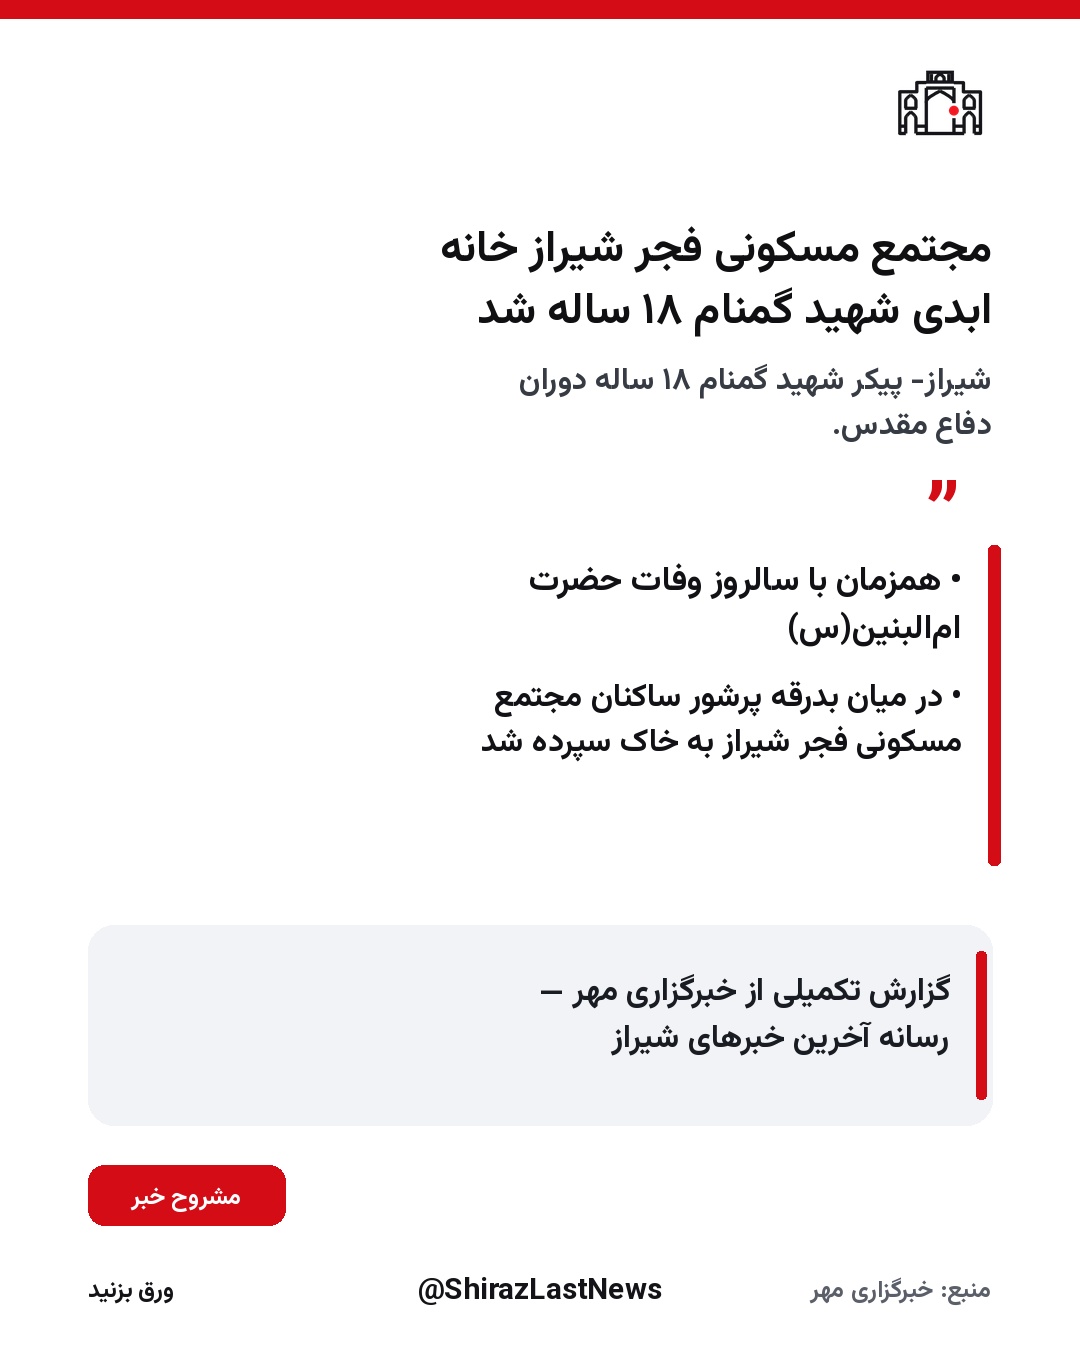 مجتمع مسکونی فجر شیراز خانه
ابدی شهید گمنام ۱۸ ساله شد
شیراز- پیکر شهید گمنام ۱۸ ساله دوران
دفاع مقدس.
”
• همزمان با سالروز وفات حضرت
ام‌البنین(س)
• در میان بدرقه پرشور ساکنان مجتمع
مسکونی فجر شیراز به خاک سپرده شد
گزارش تکمیلی از خبرگزاری مهر —
رسانه آخرین خبرهای شیراز
مشروح خبر
منبع: خبرگزاری مهر
@ShirazLastNews
ورق بزنید